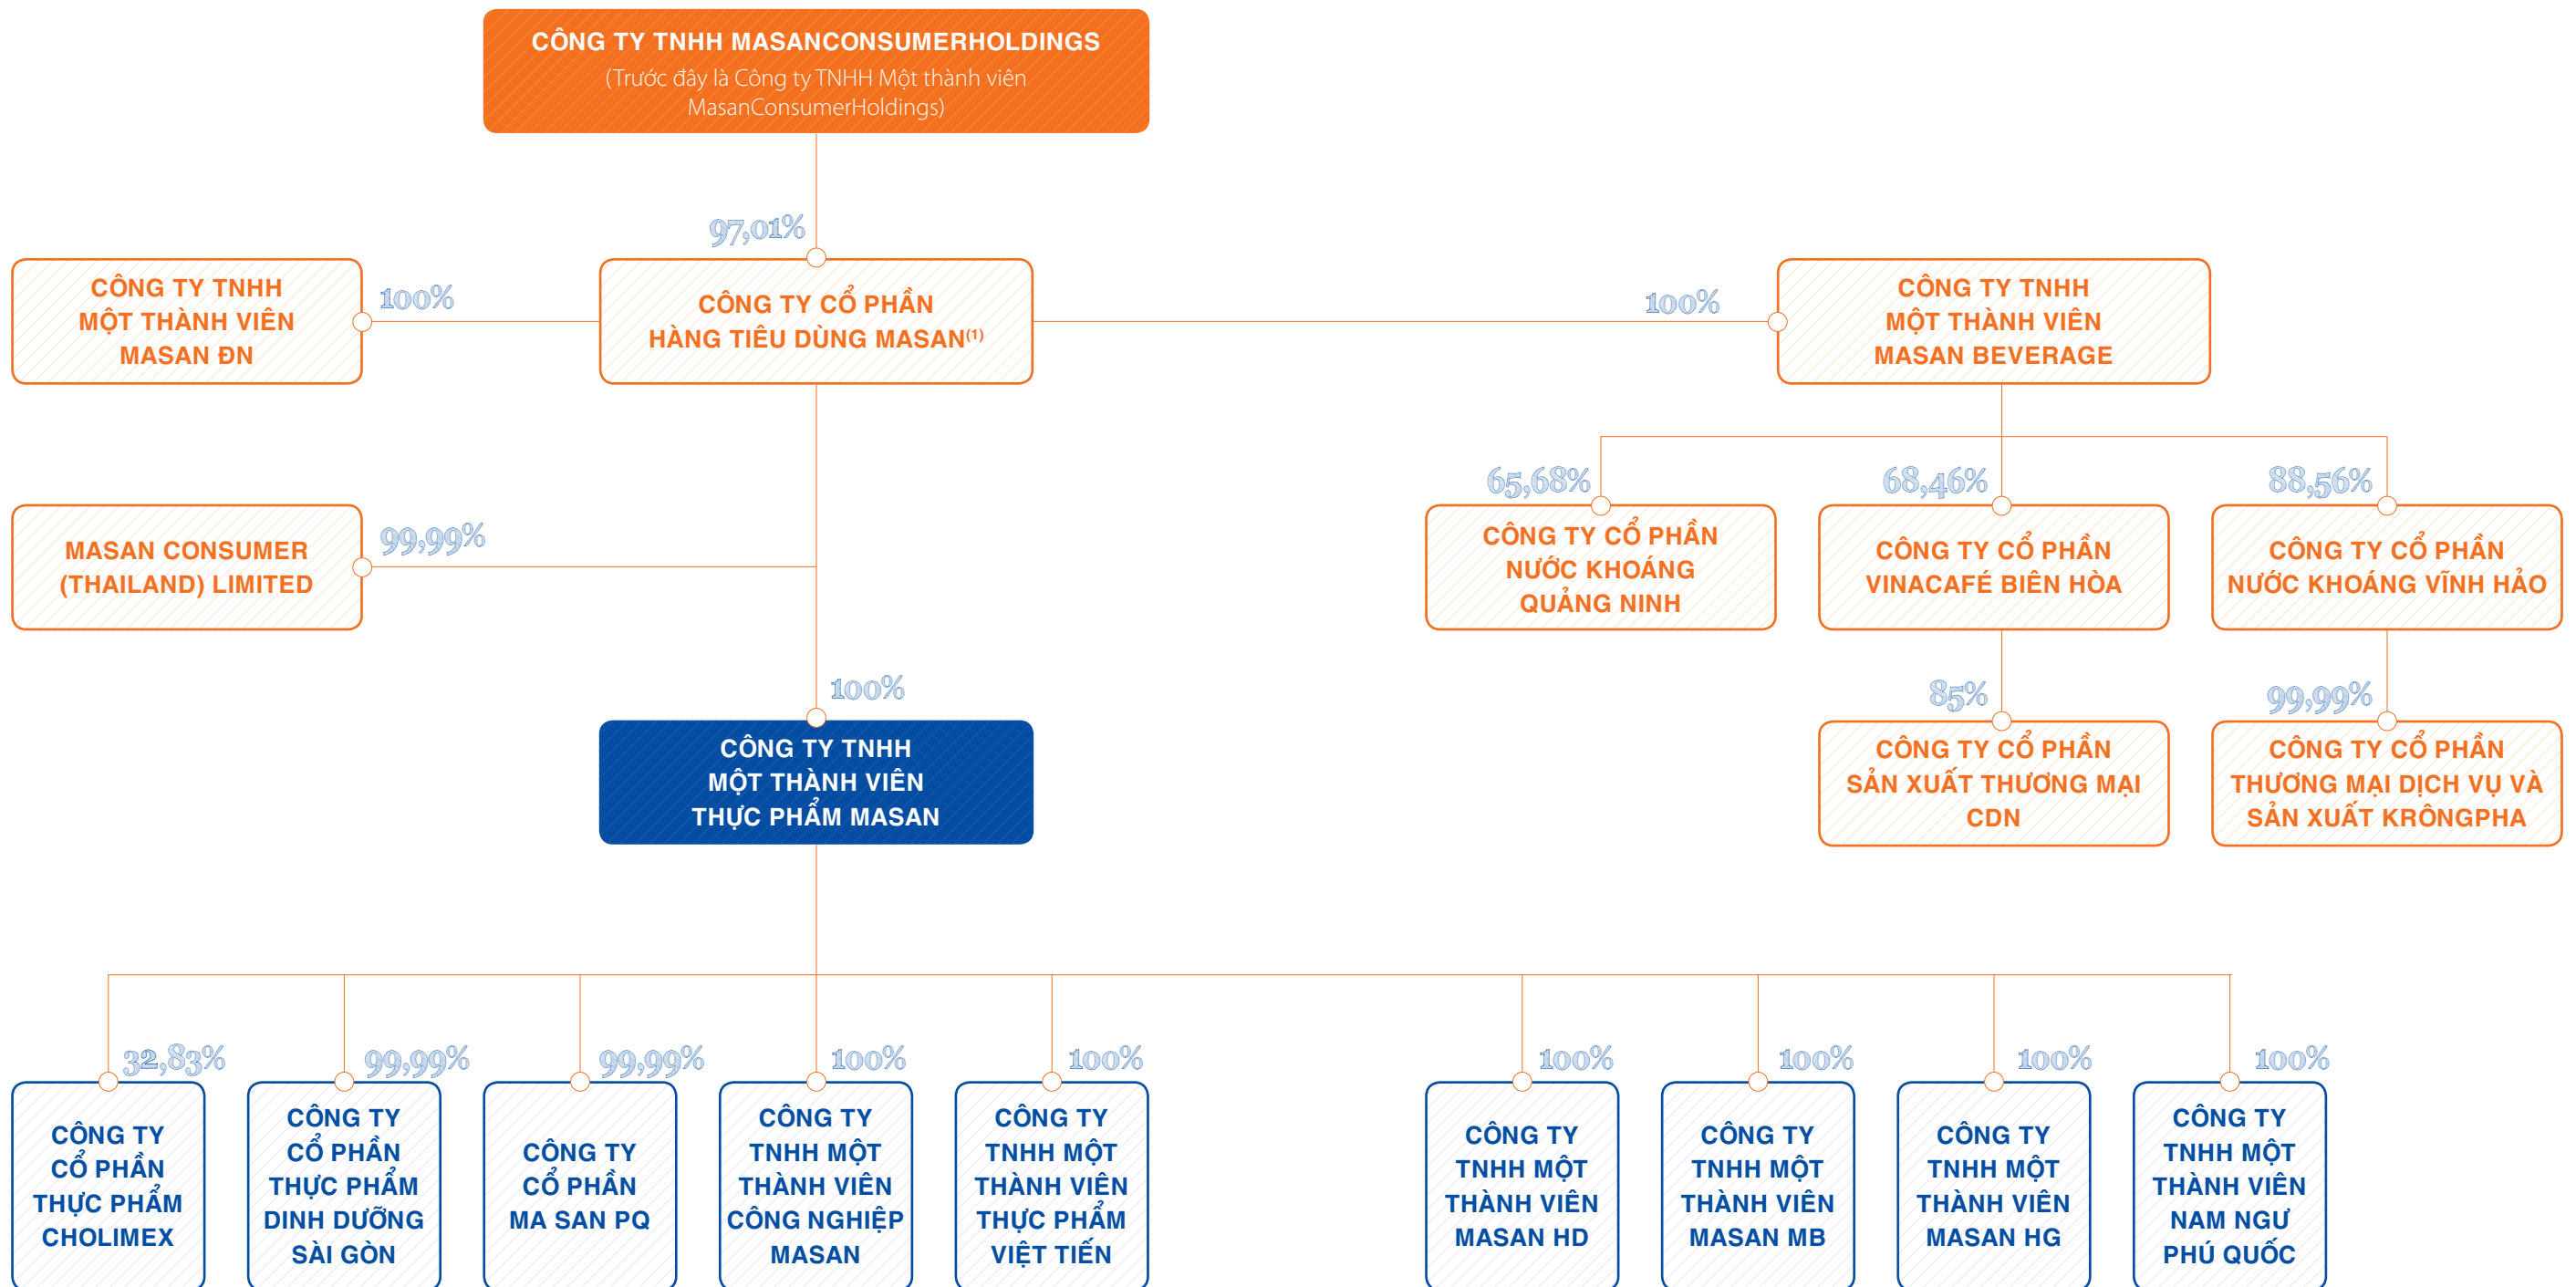 CÔNG TY TNHH MASANCONSUMERHOLDINGS
(Trước đây là Công ty TNHH Một thành viên
MasanConsumerHoldings)
97,01%
CÔNG TY TNHH
MỘT THÀNH VIÊN
MASAN ĐN
100%
CÔNG TY CỔ PHẦN
HÀNG TIÊU DÙNG MASAN(1)
100%
CÔNG TY TNHH
MỘT THÀNH VIÊN
MASAN BEVERAGE
MASAN CONSUMER
(THAILAND) LIMITED
99,99%
65,68%
CÔNG TY CỔ PHẦN
NƯỚC KHOÁNG
QUẢNG NINH
68,46%
CÔNG TY CỔ PHẦN
VINACAFÉ BIÊN HÒA
88,56%
CÔNG TY CỔ PHẦN
NƯỚC KHOÁNG VĨNH HẢO
100%
CÔNG TY TNHH
MỘT THÀNH VIÊN
THỰC PHẨM MASAN
85%
CÔNG TY CỔ PHẦN
SẢN XUẤT THƯƠNG MẠI
CDN
99,99%
CÔNG TY CỔ PHẦN
THƯƠNG MẠI DỊCH VỤ VÀ
SẢN XUẤT KRÔNGPHA
32,83%
CÔNG TY
CỔ PHẦN
THỰC PHẨM
CHOLIMEX
99,99%
CÔNG TY
CỔ PHẦN
THỰC PHẨM
DINH DƯỠNG
SÀI GÒN
99,99%
CÔNG TY
CỔ PHẦN
MA SAN PQ
100%
CÔNG TY
TNHH MỘT
THÀNH VIÊN
CÔNG NGHIỆP
MASAN
100%
CÔNG TY
TNHH MỘT
THÀNH VIÊN
THỰC PHẨM
VIỆT TIẾN
100%
CÔNG TY
TNHH MỘT
THÀNH VIÊN
MASAN HD
100%
CÔNG TY
TNHH MỘT
THÀNH VIÊN
MASAN MB
100%
CÔNG TY
TNHH MỘT
THÀNH VIÊN
MASAN HG
100%
CÔNG TY
TNHH MỘT
THÀNH VIÊN
NAM NGƯ
PHÚ QUỐC